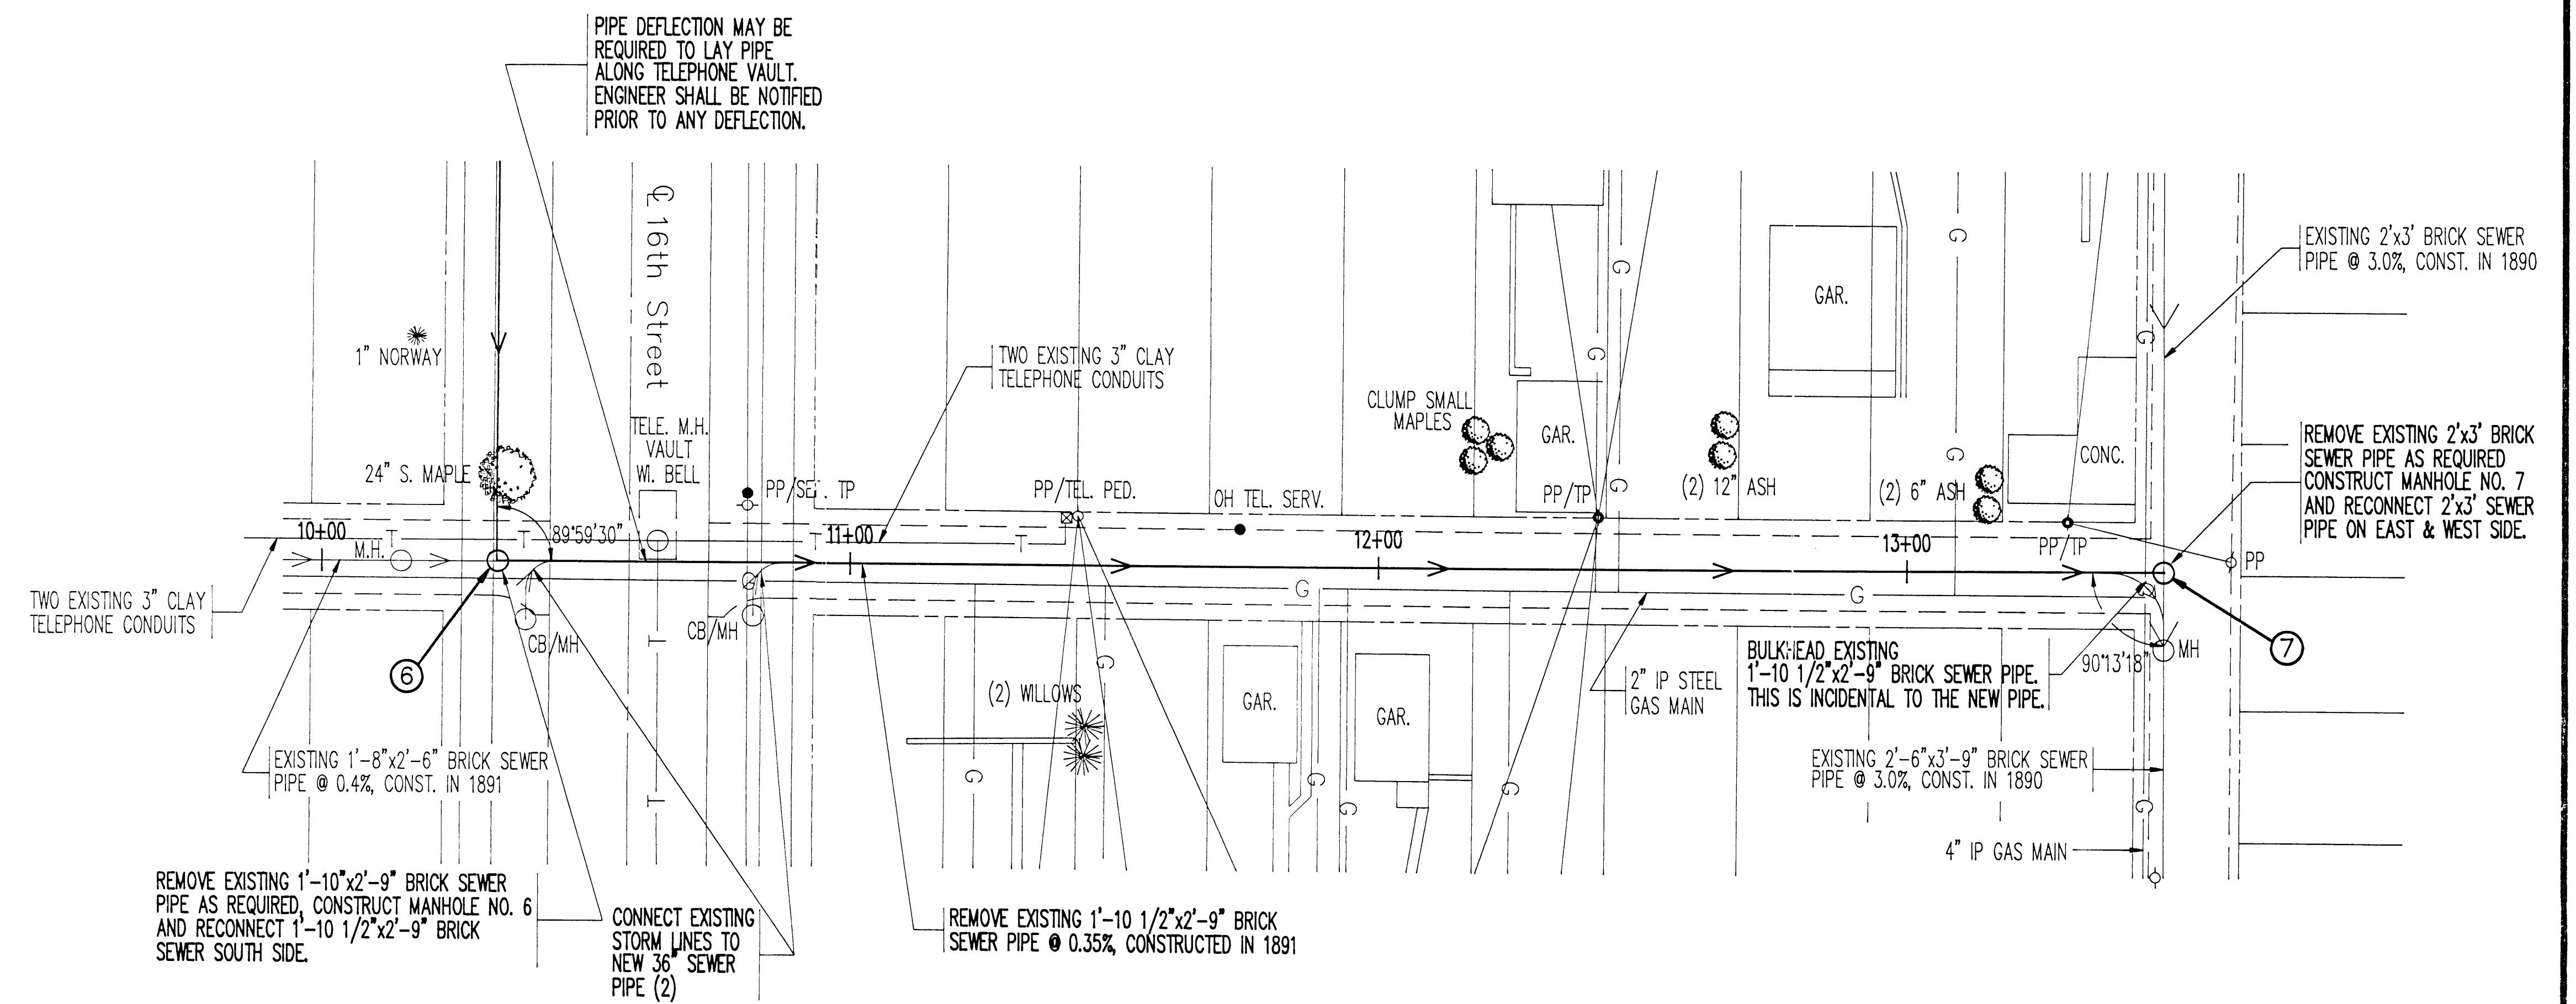 PIPE DEFLECTION MAY BE
REQUIRED TO LAY PIPE
ALONG TELEPHONE VAULT.
ENGINEER SHALL BE NOTIFIED
PRIOR TO ANY DEFLECTION.
℄ 16th Street
EXISTING 2'x3' BRICK SEWER
PIPE @ 3.0%, CONST. IN 1890
G
G
G
GAR.
G
G
1" NORWAY
TWO EXISTING 3" CLAY
TELEPHONE CONDUITS
CLUMP SMALL
MAPLES
GAR.
TELE. M.H.
VAULT
WI. BELL
24" S. MAPLE
PP/SEC. TP
PP/TEL. PED.
OH TEL. SERV.
PP/TP
G
(2) 12" ASH
G
(2) 6" ASH
CONC.
REMOVE EXISTING 2'x3' BRICK
SEWER PIPE AS REQUIRED
CONSTRUCT MANHOLE NO. 7
AND RECONNECT 2'x3' SEWER
PIPE ON EAST & WEST SIDE.
10+00
T
T
89°59'30"
T
11+00
T
12+00
13+00
PP/TP
PP
M.H.
TWO EXISTING 3" CLAY
TELEPHONE CONDUITS
G
G
G
G
6
CB/MH
T
CB/MH
G
(2) WILLOWS
GAR.
GAR.
2" IP STEEL
GAS MAIN
BULKHEAD EXISTING
1'-10 1/2"x2'-9" BRICK SEWER PIPE.
THIS IS INCIDENTAL TO THE NEW PIPE.
90°13'18"
MH
7
EXISTING 1'-8"x2'-6" BRICK SEWER
PIPE @ 0.4%, CONST. IN 1891
T
G
G
G
G
EXISTING 2'-6"x3'-9" BRICK SEWER
PIPE @ 3.0%, CONST. IN 1890
G
4" IP GAS MAIN
REMOVE EXISTING 1'-10"x2'-9" BRICK SEWER
PIPE AS REQUIRED, CONSTRUCT MANHOLE NO. 6
AND RECONNECT 1'-10 1/2"x2'-9" BRICK
SEWER SOUTH SIDE.
CONNECT EXISTING
STORM LINES TO
NEW 36" SEWER
PIPE (2)
REMOVE EXISTING 1'-10 1/2"x2'-9" BRICK
SEWER PIPE @ 0.35%, CONSTRUCTED IN 1891